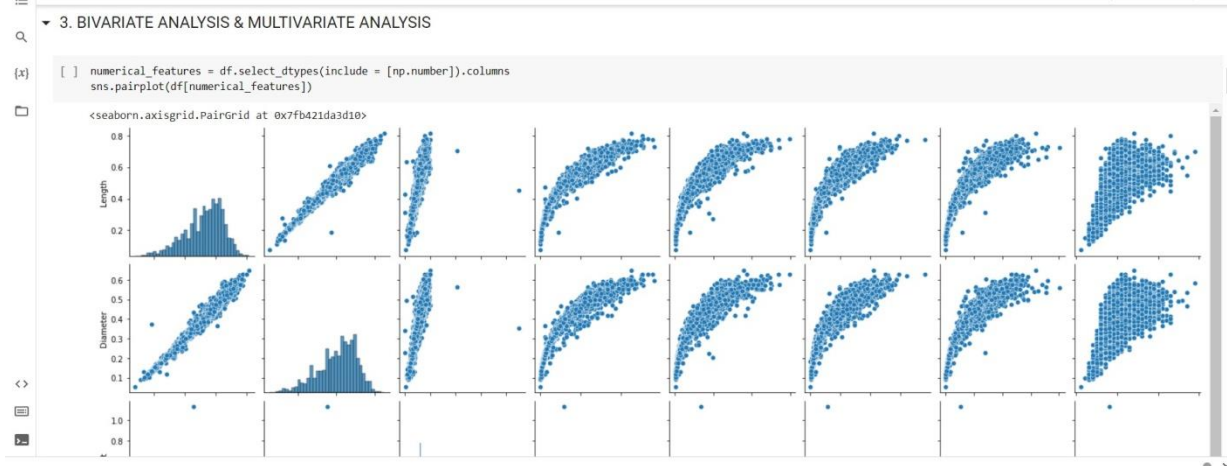 3. BIVARIATE ANALYSIS & MULTIVARIATE ANALYSIS
{x}
[ ] numerical_features = df.select_dtypes(include = [np.number]).columns
sns.pairplot(df[numerical_features])
<seaborn.axisgrid.PairGrid at 0x7fb421da3d10>
0.8
0.6
Length
0.4
0.2
0.6
0.5
Diameter
0.4
0.3
0.2
0.1
1.0
0.8